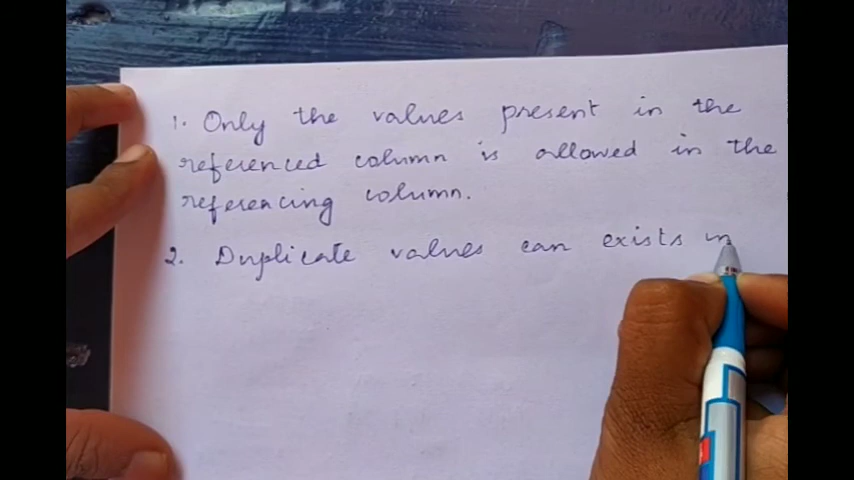 1. Only the values present in the
referenced column is allowed in the
referencing column.
2. Duplicate values can exists in